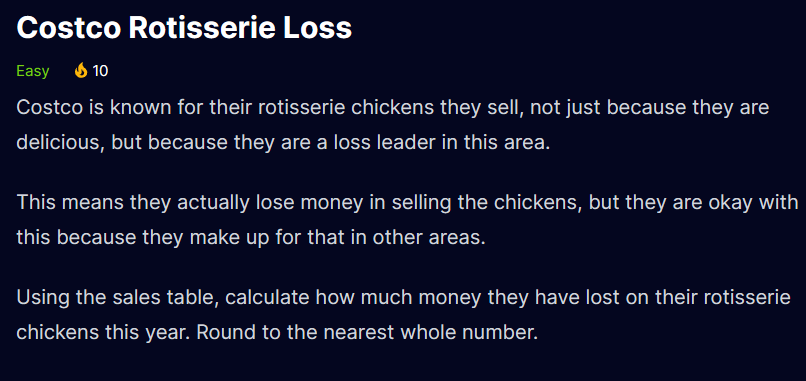 Costco Rotisserie Loss
Easy 10
Costco is known for their rotisserie chickens they sell, not just because they are
delicious, but because they are a loss leader in this area.
This means they actually lose money in selling the chickens, but they are okay with
this because they make up for that in other areas.
Using the sales table, calculate how much money they have lost on their rotisserie
chickens this year. Round to the nearest whole number.